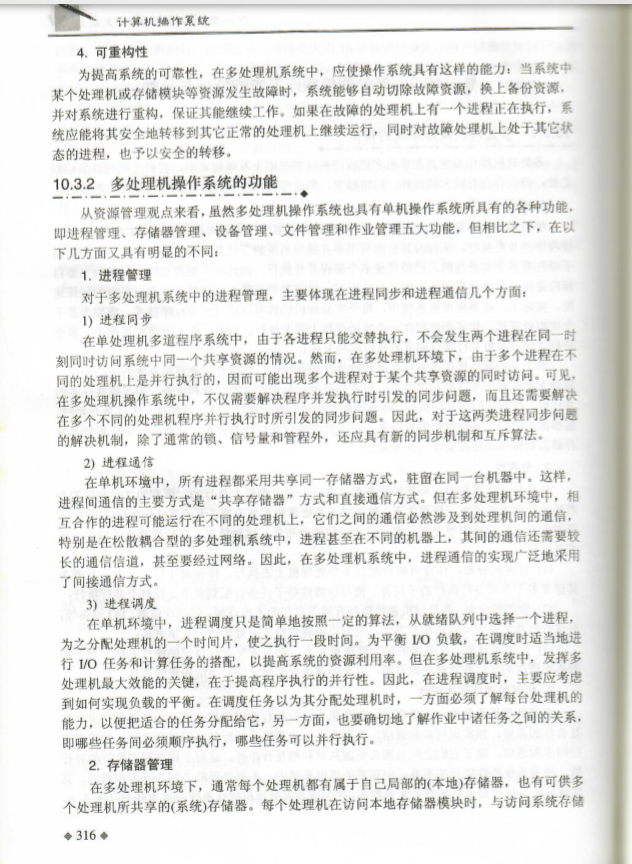 计算机操作系统
4. 可重构性
为提高系统的可靠性，在多处理机系统中，应使操作系统具有这样的能力：当系统中
某个处理机或存储模块等资源发生故障时，系统能够自动切除故障资源，换上备份资源，
并对系统进行重构，保证其能继续工作。如果在故障的处理机上有一个进程正在执行，系
统应能将其安全地转移到其它正常的处理机上继续运行，同时对故障处理机上处于其它状
态的进程，也予以安全的转移。
10.3.2 多处理机操作系统的功能
从资源管理观点来看，虽然多处理机操作系统也具有单机操作系统所具有的各种功能，
即进程管理、存储器管理、设备管理、文件管理和作业管理五大功能，但相比之下，在以
下几方面又具有明显的不同：
1. 进程管理
对于多处理机系统中的进程管理，主要体现在进程同步和进程通信几个方面：
1) 进程同步
在单处理机多道程序系统中，由于各进程只能交替执行，不会发生两个进程在同一时
刻同时访问系统中同一个共享资源的情况。然而，在多处理机环境下，由于多个进程在不
同的处理机上是并行执行的，因而可能出现多个进程对于某个共享资源的同时访问。可见，
在多处理机操作系统中，不仅需要解决程序并发执行时引发的同步问题，而且还需要解决
在多个不同的处理机程序并行执行时所引发的同步问题。因此，对于这两类进程同步问题
的解决机制，除了通常的锁、信号量和管程外，还应具有新的同步机制和互斥算法。
2) 进程通信
在单机环境中，所有进程都采用共享同一存储器方式，驻留在同一台机器中。这样，
进程间通信的主要方式是“共享存储器”方式和直接通信方式。但在多处理机环境中，相
互合作的进程可能运行在不同的处理机上，它们之间的通信必然涉及到处理机间的通信，
特别是在松散耦合型的多处理机系统中，进程甚至在不同的机器上，其间的通信还需要较
长的通信信道，甚至要经过网络。因此，在多处理机系统中，进程通信的实现广泛地采用
了间接通信方式。
3) 进程调度
在单机环境中，进程调度只是简单地按照一定的算法，从就绪队列中选择一个进程，
为之分配处理机的一个时间片，使之执行一段时间。为平衡 I/O 负载，在调度时适当地进
行 I/O 任务和计算任务的搭配，以提高系统的资源利用率。但在多处理机系统中，发挥多
处理机最大效能的关键，在于提高程序执行的并行性。因此，在进程调度时，主要应考虑
到如何实现负载的平衡。在调度任务以为其分配处理机时，一方面必须了解每台处理机的
能力，以便把适合的任务分配给它，另一方面，也要确切地了解作业中诸任务之间的关系，
即哪些任务间必须顺序执行，哪些任务可以并行执行。
2. 存储器管理
在多处理机环境下，通常每个处理机都有属于自己局部的(本地)存储器，也有可供多
个处理机所共享的(系统)存储器。每个处理机在访问本地存储器模块时，与访问系统存储
316